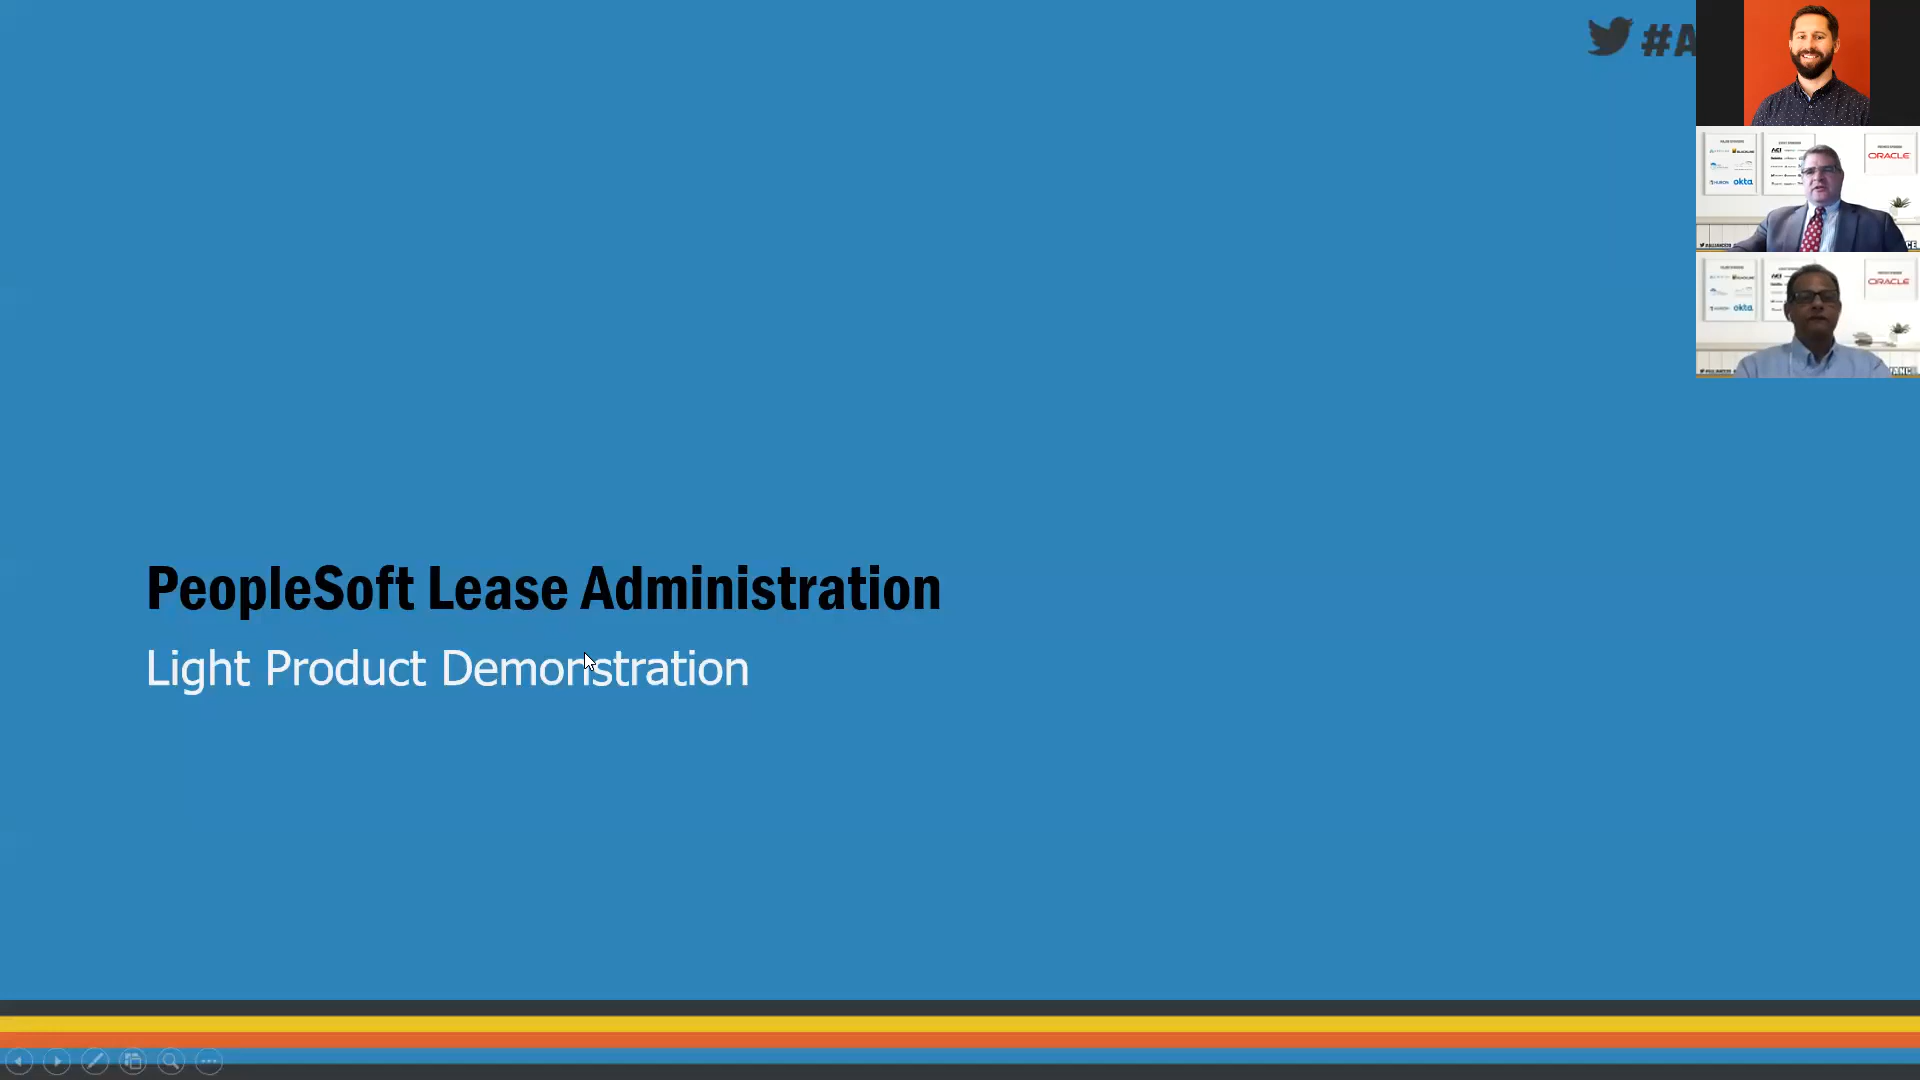 #A
PeopleSoft Lease Administration
Light Product Demonstration
ORACLE
okta
ORACLE
okta